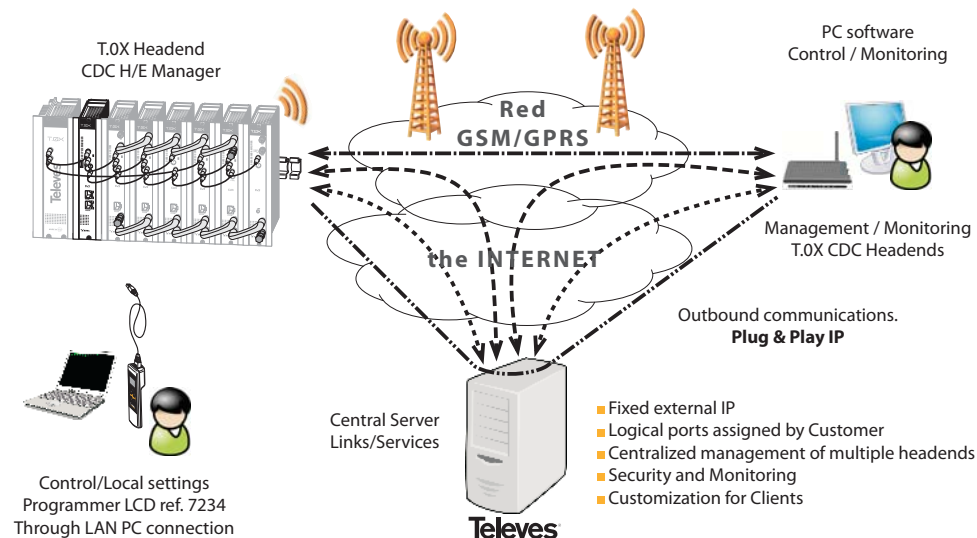 T.0X Headend
CDC H/E Manager
PC software
Control / Monitoring
Red
GSM/GPRS
T.0X
Televes
Management / Monitoring
T.0X CDC Headends
the INTERNET
Outbound communications.
Plug & Play IP
Central Server
Links/Services
Fixed external IP
Logical ports assigned by Customer
Centralized management of multiple headends
Security and Monitoring
Customization for Clients
Control/Local settings
Programmer LCD ref. 7234
Through LAN PC connection
Televes